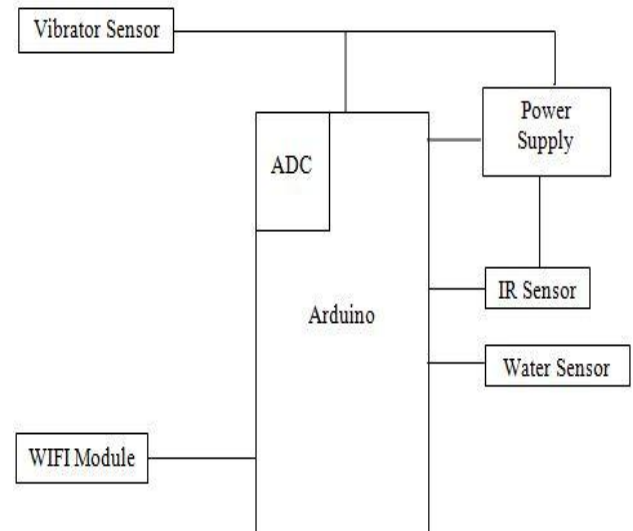 Vibrator Sensor
Power
Supply
ADC
IR Sensor
Arduino
Water Sensor
WIFI Module